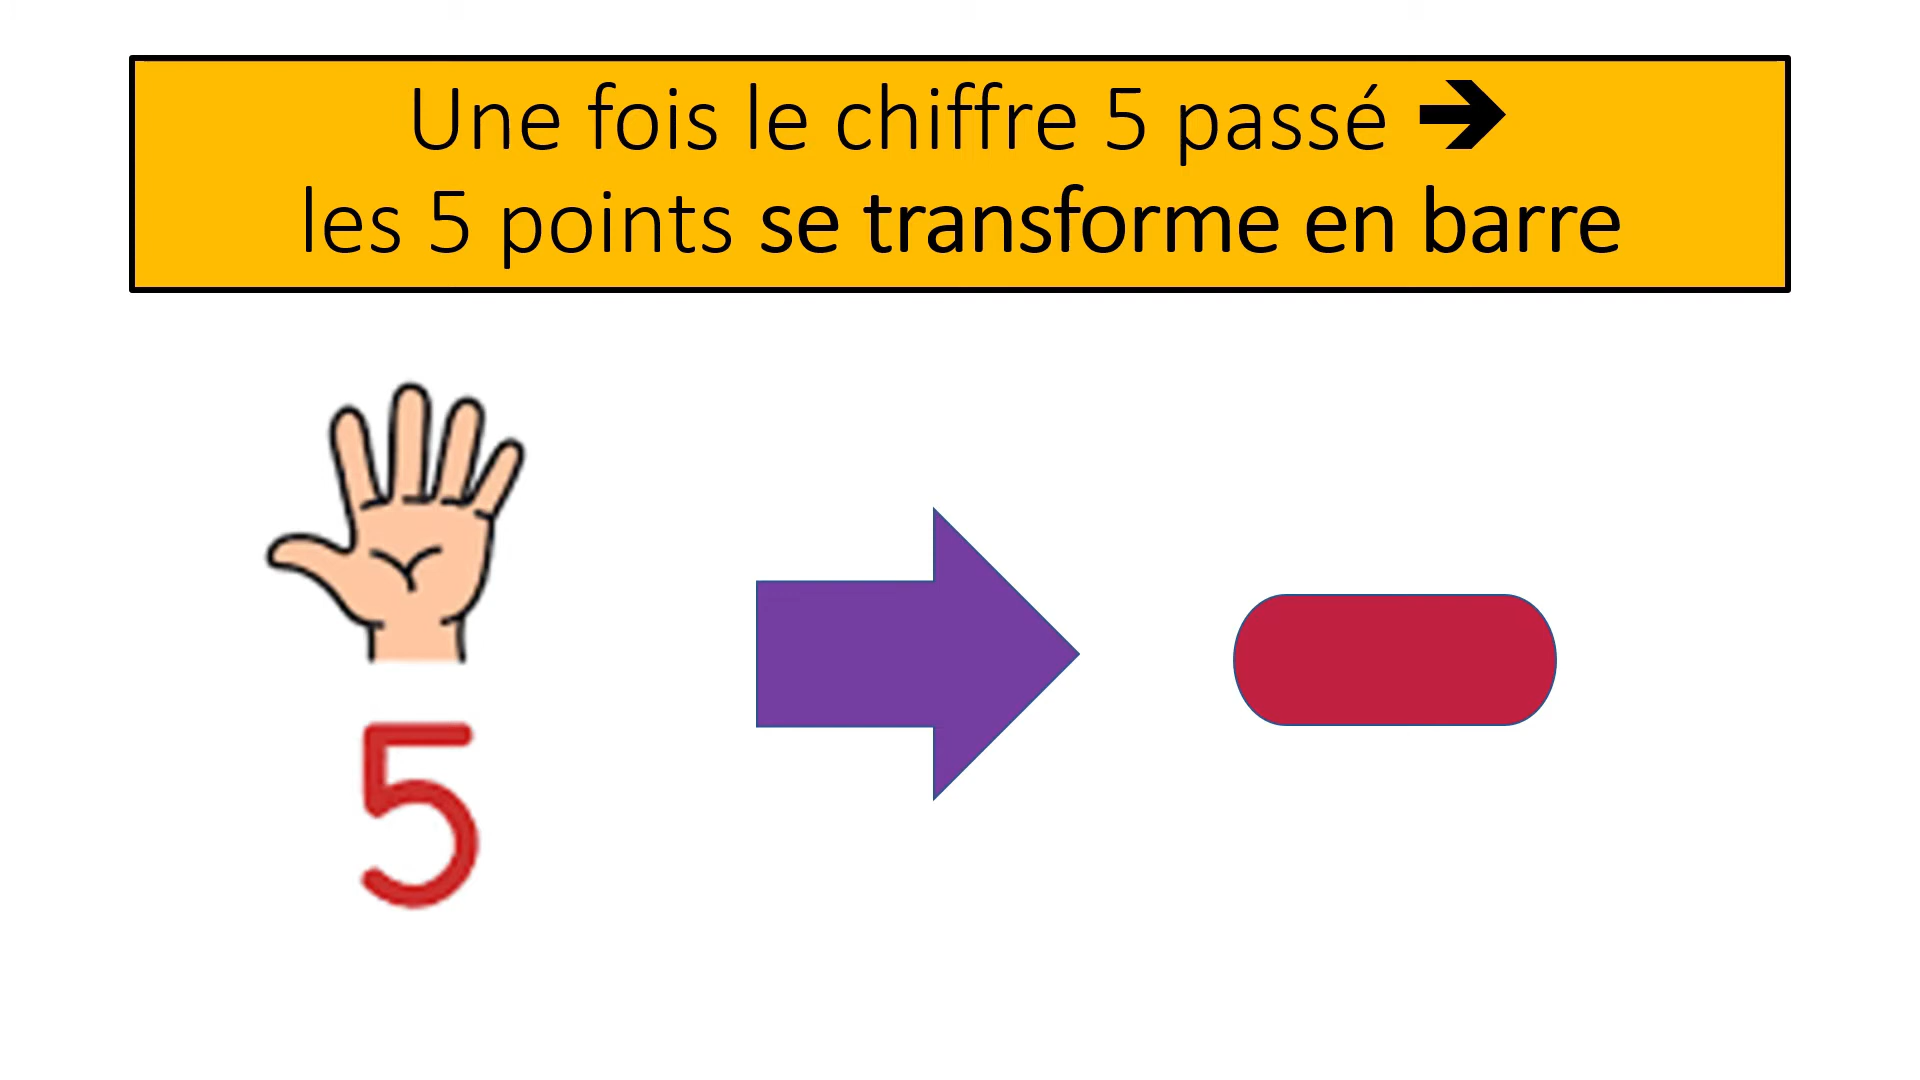 Une fois le chiffre 5 passé ➔
les 5 points se transforme en barre
5